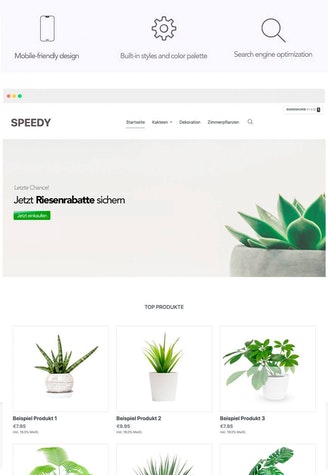 Mobile-friendly design
Built-in styles and color palette
Search engine optimization
SPEEDY
Startseite
Kakteen
Dekoration
Zimmerpflanzen
Letzte Chance!
Jetzt Riesenrabatte sichern
Jetzt einkaufen
TOP PRODUKTE
Beispiel Produkt 1
€7.95
inkl. 19.0% MwSt.
Beispiel Produkt 2
€9.95
inkl. 19.0% MwSt.
Beispiel Produkt 3
€7.95
inkl. 19.0% MwSt.